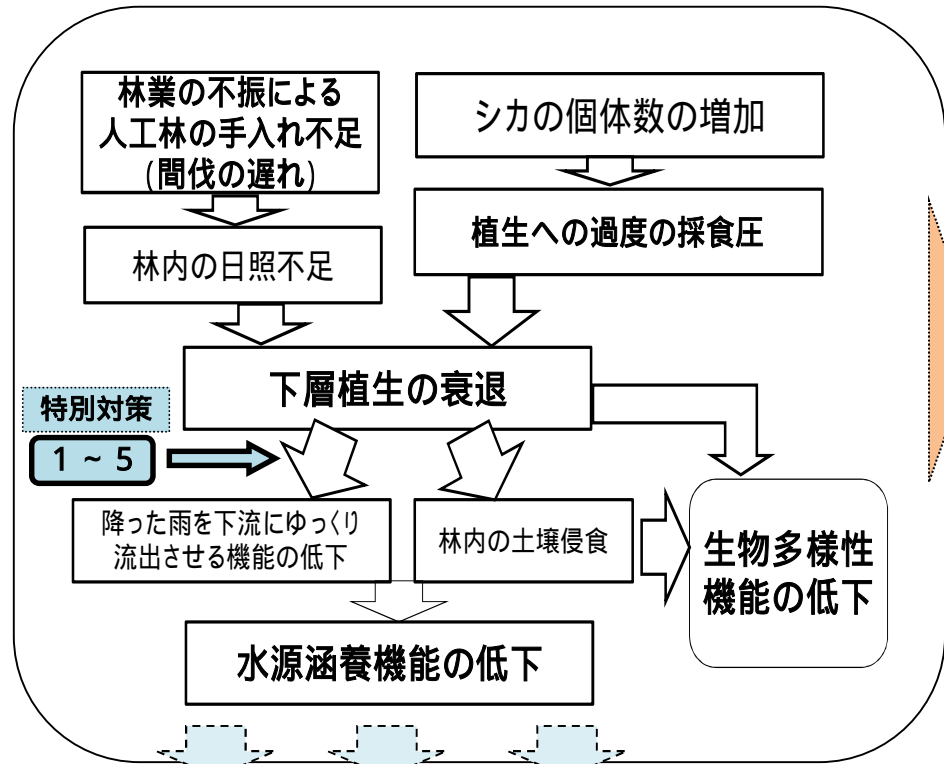 林業の不振による
人工林の手入れ不足
(間伐の遅れ)
シカの個体数の増加
林内の日照不足
植生への過度の採食圧
下層植生の衰退
特別対策
1 ~ 5
降った雨を下流にゆっくり
流出させる機能の低下
林内の土壌侵食
生物多様性
機能の低下
水源涵養機能の低下